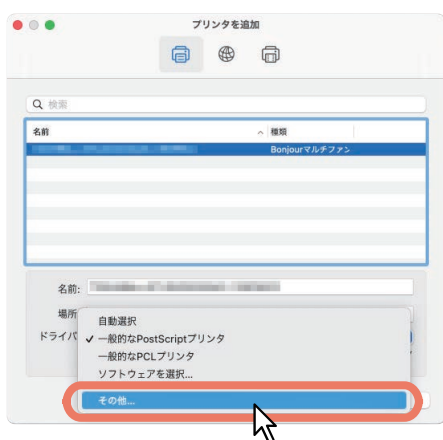 プリンタを追加
検索
名前 種類
Bonjourマルチファン
名前:
場所
ドライバ
自動選択
✓ 一般的なPostScriptプリンタ
一般的なPCLプリンタ
ソフトウェアを選択...
その他...